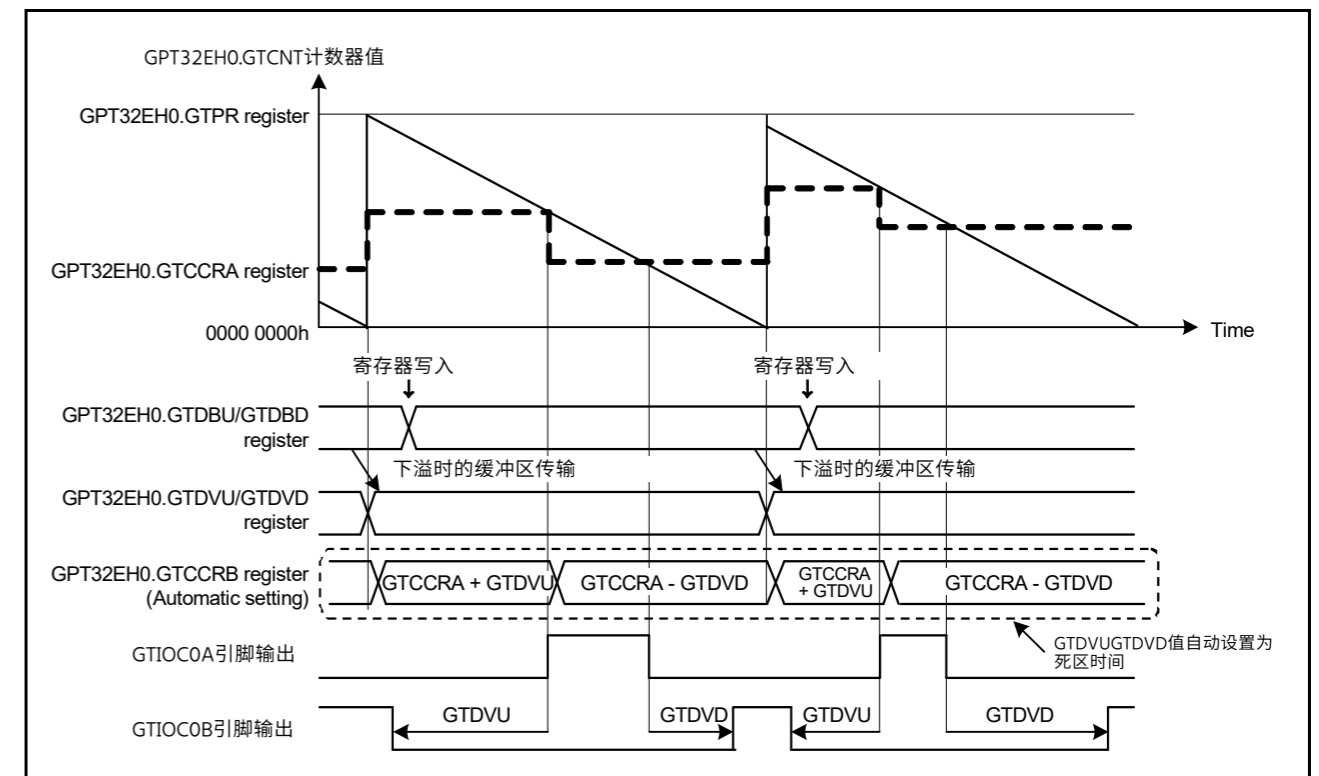 GPT32EH0.GTCNT计数器值
GPT32EH0.GTPR register
GPT32EH0.GTCCRA register
0000 0000h
Time
寄存器写入
寄存器写入
GPT32EH0.GTDBU/GTDBD
register
下溢时的缓冲区传输
下溢时的缓冲区传输
GPT32EH0.GTDVU/GTDVD
register
GPT32EH0.GTCCRB register
(Automatic setting)
GTCCRA + GTDVU
GTCCRA - GTDVD
GTCCRA
+ GTDVU
GTCCRA - GTDVD
GTDVUGTDVD值自动设置为
死区时间
GTIOC0A引脚输出
GTIOC0B引脚输出
GTDVU
GTDVD
GTDVU
GTDVD